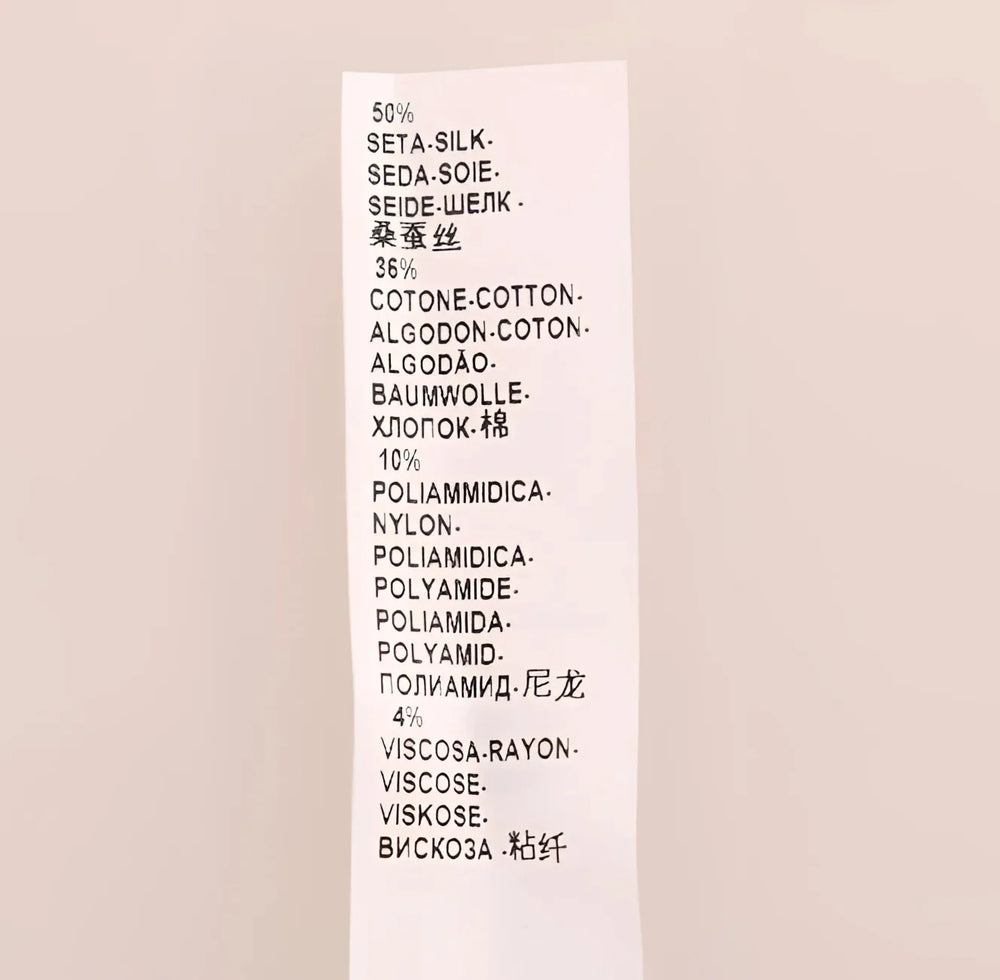 50%
SETA-SILK-
SEDA-SOIE-
SEIDE-ШЕЛК -
桑蚕丝
36%
COTONE-COTTON-
ALGODON-COTON-
ALGODÃO-
BAUMWOLLE-
ХЛОПОК-棉
10%
POLIAMMIDICA-
NYLON-
POLIAMIDICA-
POLYAMIDE-
POLIAMIDA-
POLYAMID-
ПОЛИАМИД-尼龙
4%
VISCOSA-RAYON-
VISCOSE-
VISKOSE-
ВИСКОЗА -粘纤